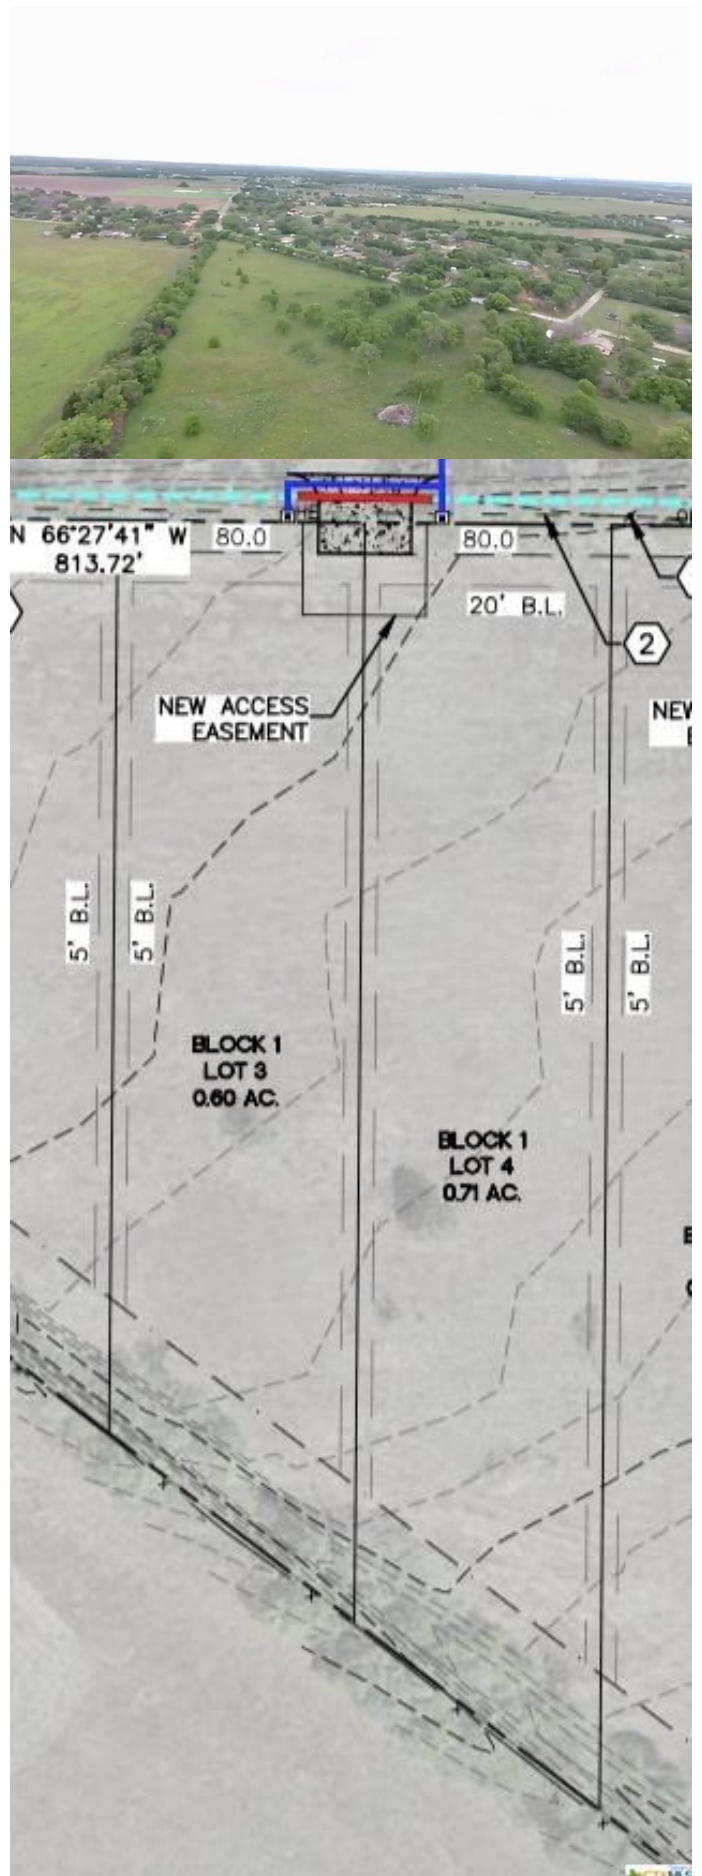 N 66°27'41" W
813.72'
80.0
80.0
20' B.L.
2
NEW ACCESS
EASEMENT
NEW
5' B.L.
5' B.L.
5' B.L.
5' B.L.
BLOCK 1
LOT 3
0.60 AC.
BLOCK 1
LOT 4
0.71 AC.